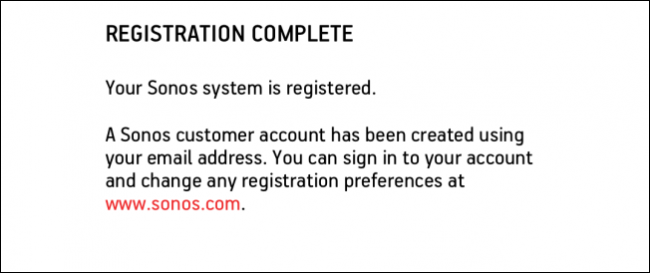 REGISTRATION COMPLETE
Your Sonos system is registered.
A Sonos customer account has been created using
your email address. You can sign in to your account
and change any registration preferences at
www.sonos.com.